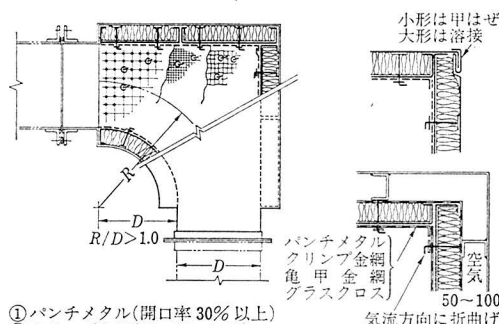 小形は甲はぜ
大形は溶接
R
D
R/D>1.0
D
パンチメタル
クリンプ金網
亀甲金網
グラスクロス
空気
50~100
気流方向に折曲げ
①パンチメタル(開口率30%以上)